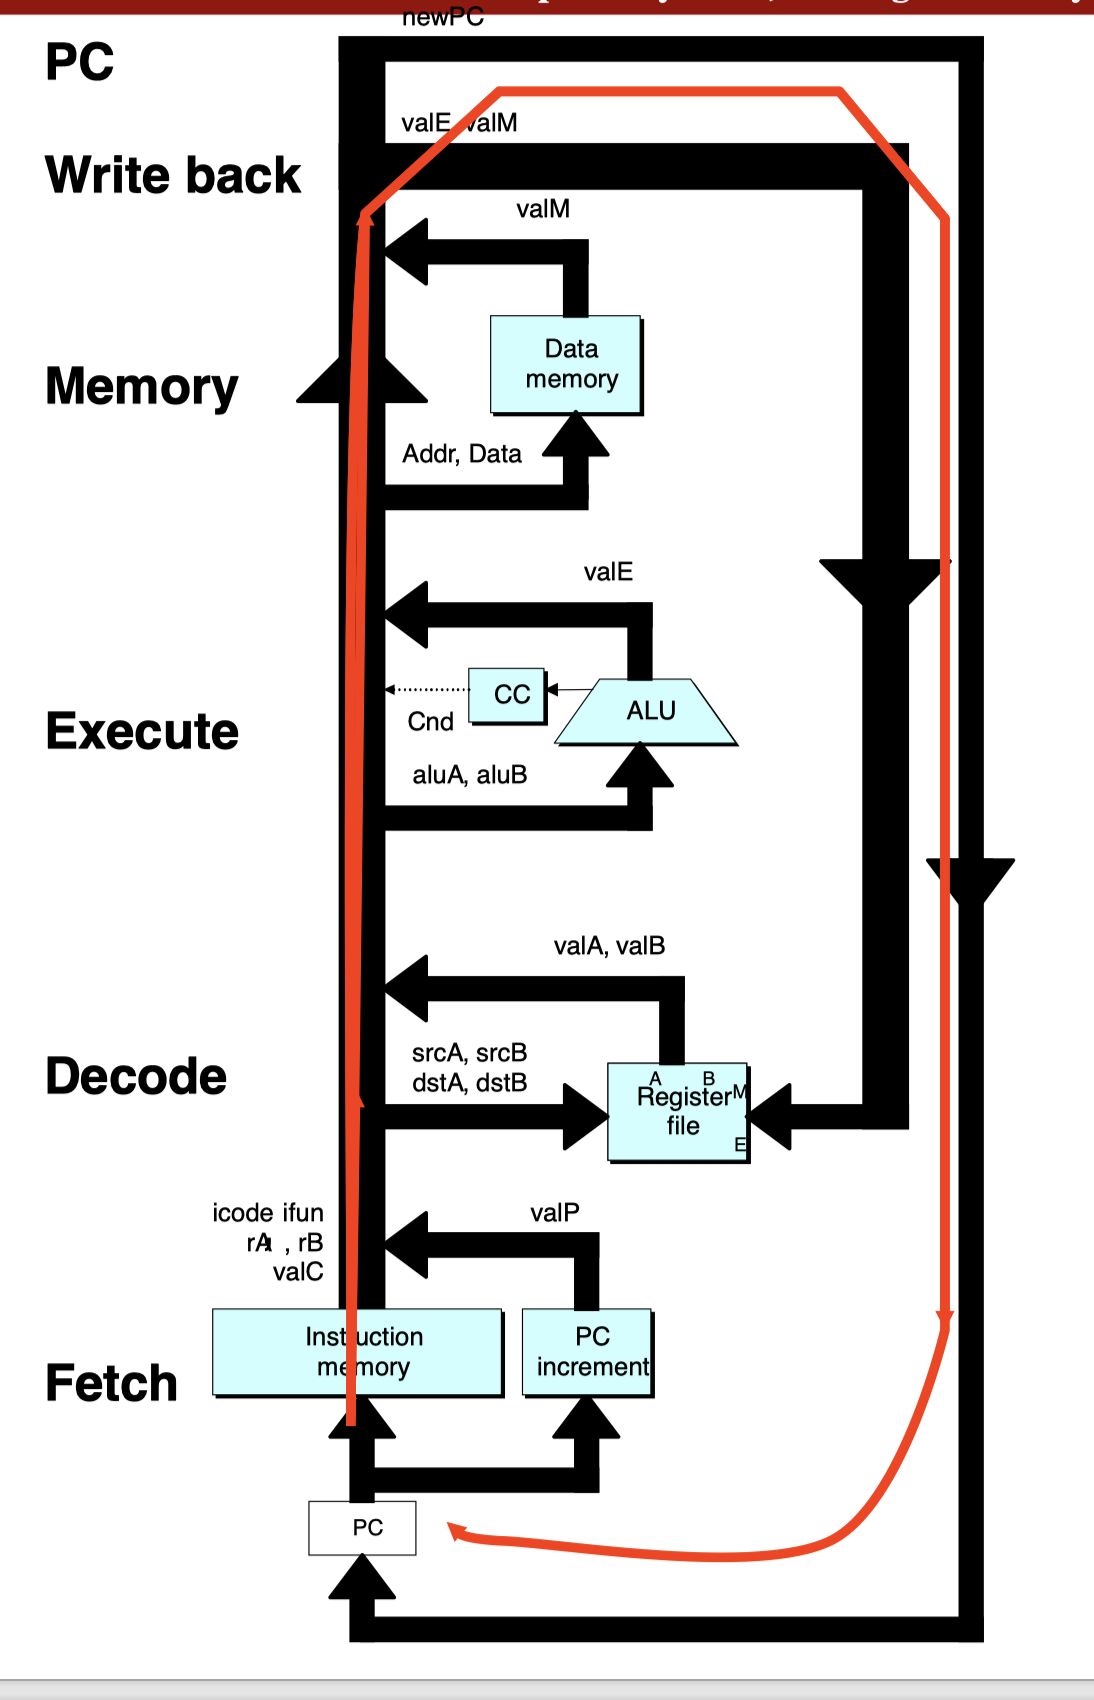 newPC
PC
valE, valM
Write back
valM
Data
memory
Memory
Addr, Data
valE
CC
ALU
Cnd
Execute
aluA, aluB
valA, valB
srcA, srcB
dstA, dstB
Decode
A B
Register M
file
E
icode ifun
rA , rB
valC
valP
Instruction
memory
PC
increment
Fetch
PC